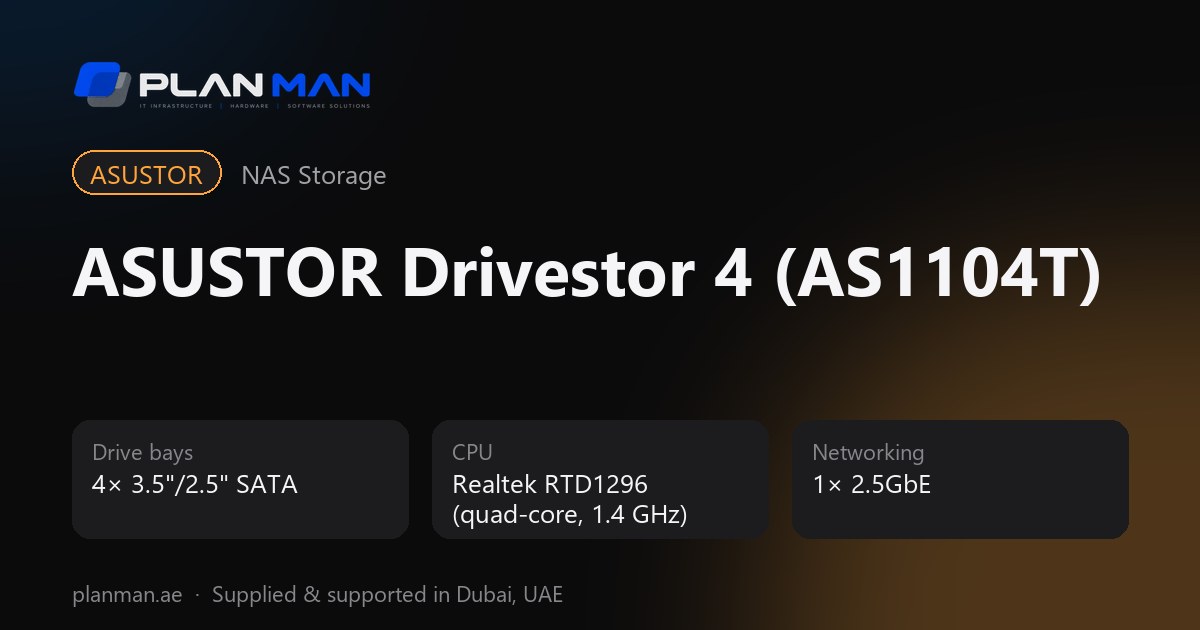 PLAN MAN
IT INFRASTRUCTURE | HARDWARE | SOFTWARE SOLUTIONS
ASUSTOR NAS Storage
ASUSTOR Drivestor 4 (AS1104T)
Drive bays
4× 3.5"/2.5" SATA
CPU
Realtek RTD1296
(quad-core, 1.4 GHz)
Networking
1× 2.5GbE
planman.ae · Supplied & supported in Dubai, UAE